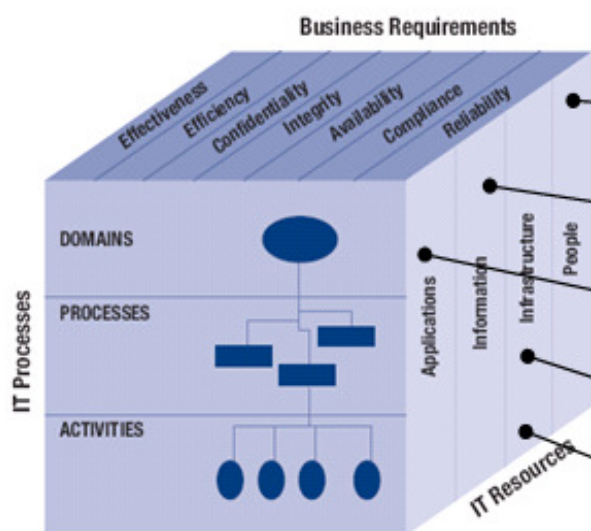 Business Requirements
Effectiveness
Efficiency
Confidentiality
Integrity
Availability
Compliance
Reliability
IT Processes
DOMAINS
PROCESSES
ACTIVITIES
Applications
Information
Infrastructure
People
IT Resources